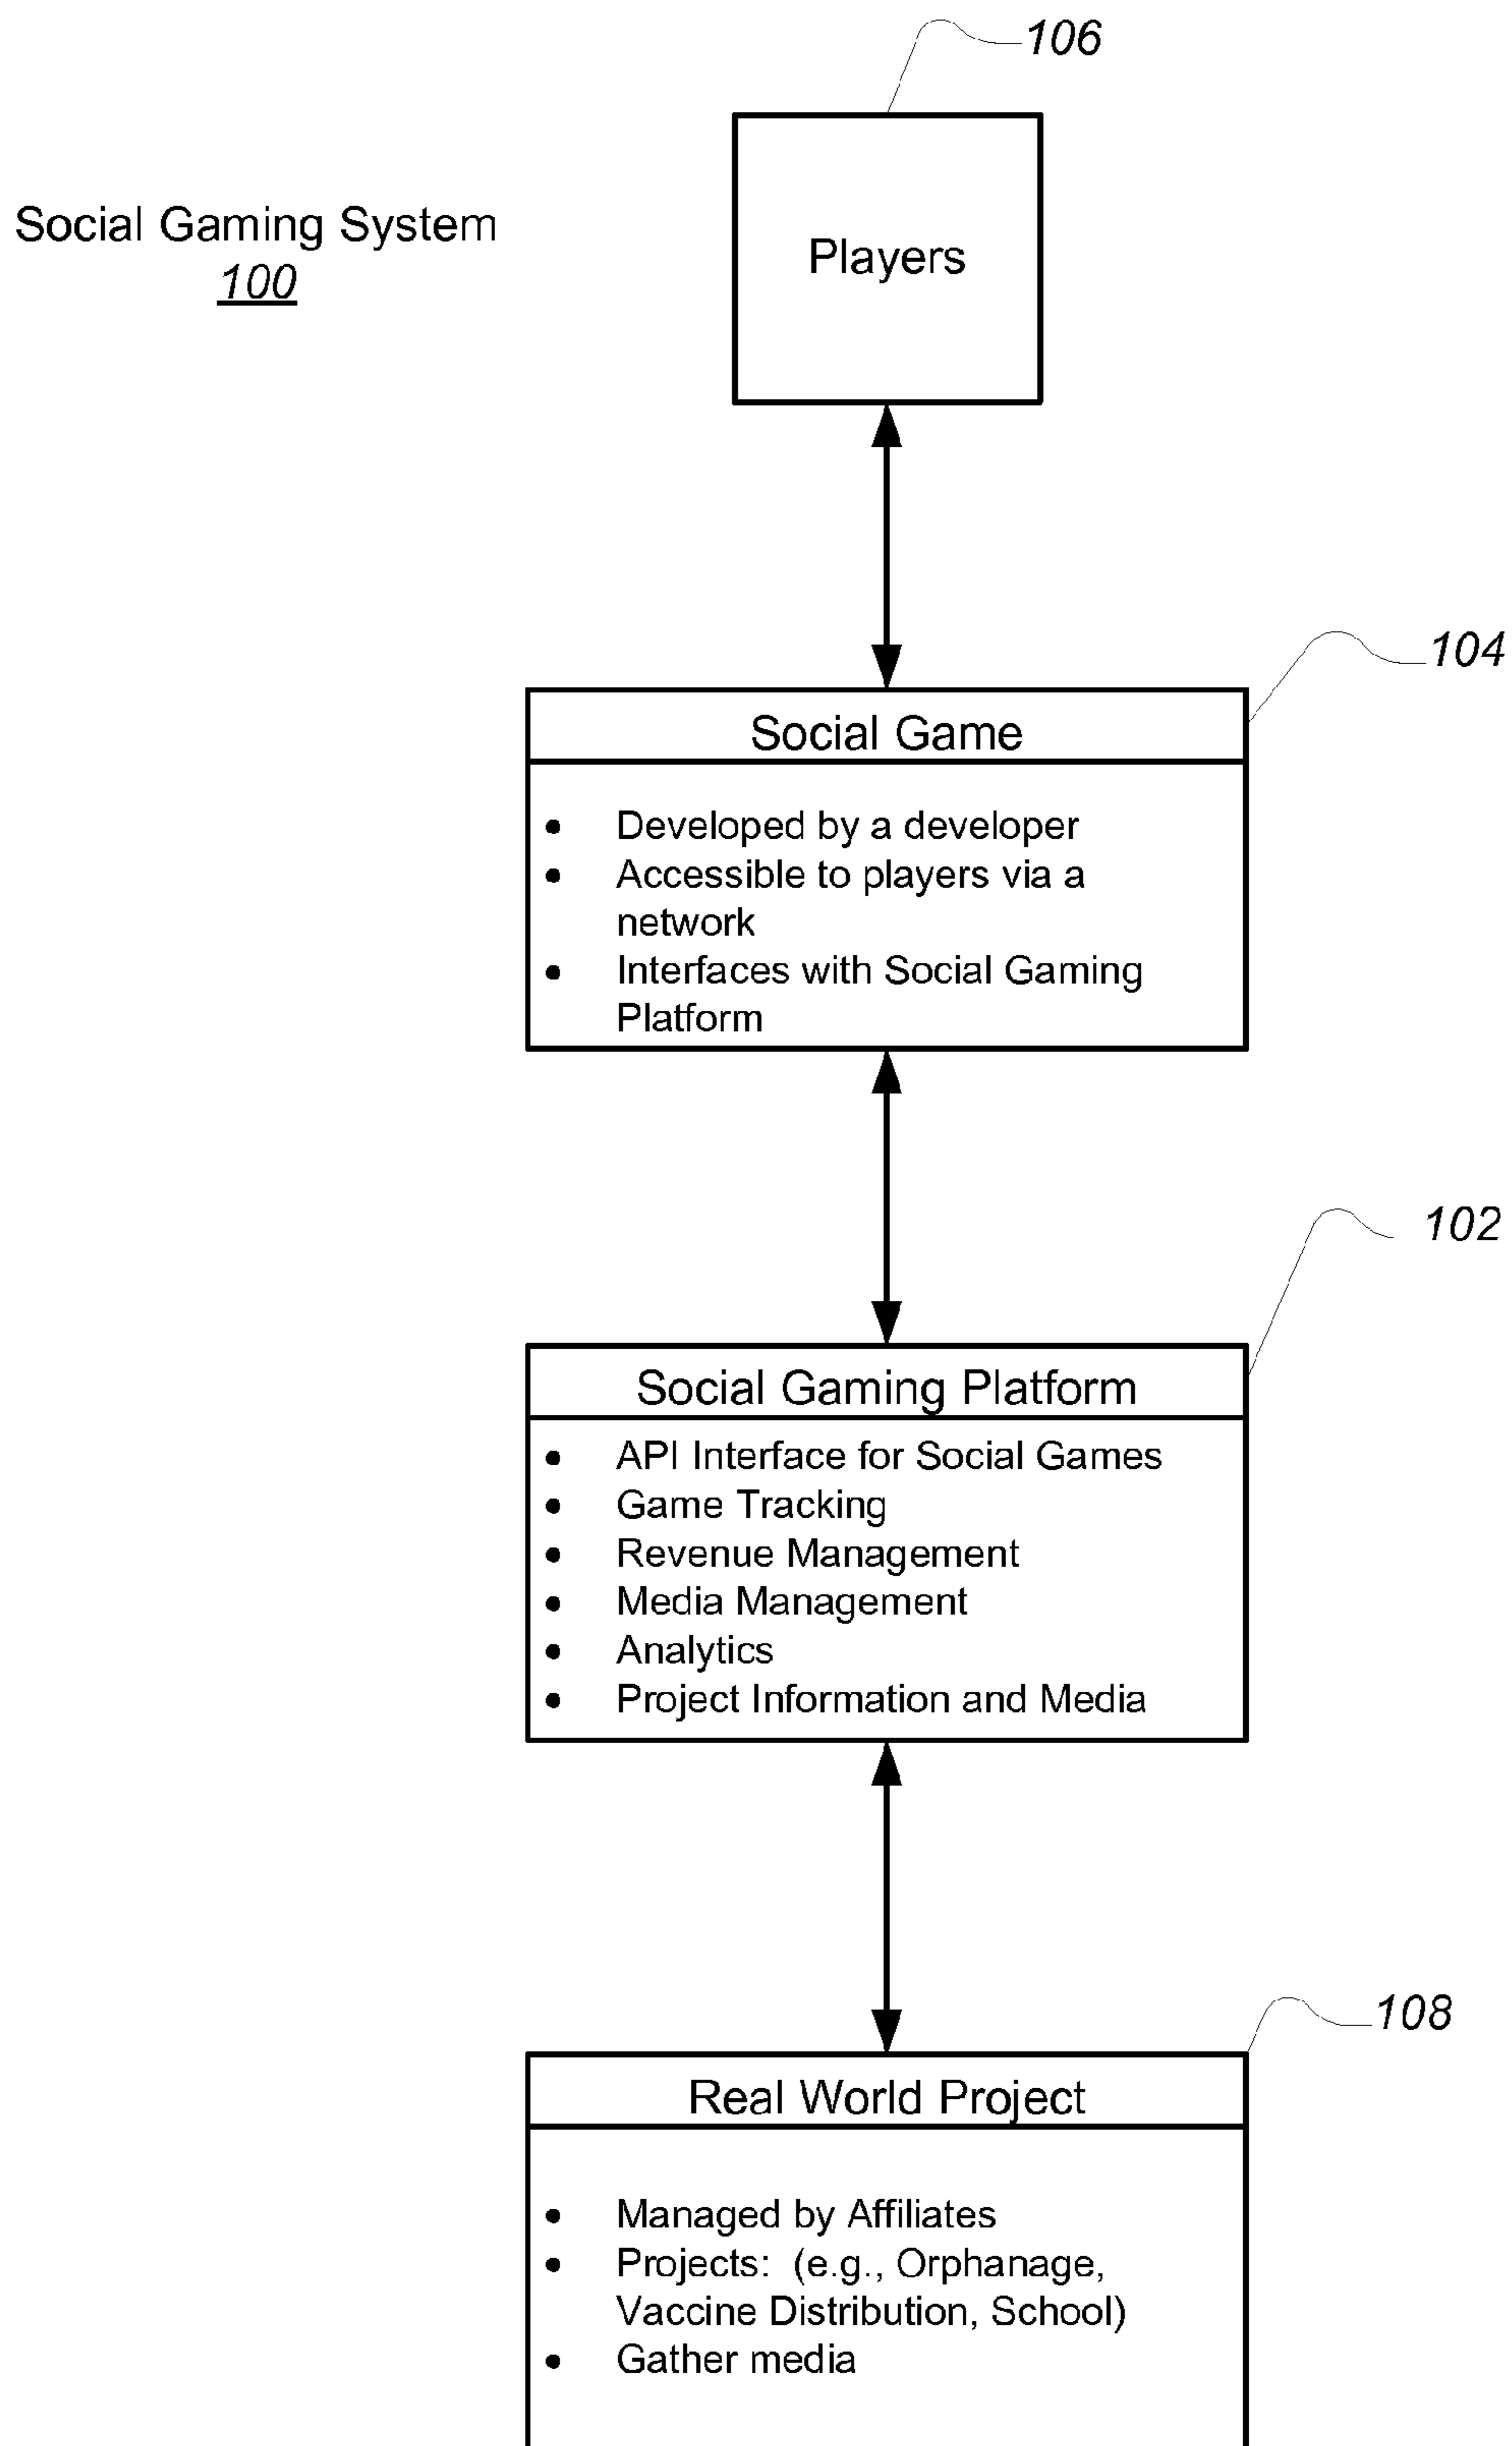 106
Social Gaming System
100
Players
104
Social Game
• Developed by a developer
• Accessible to players via a
network
• Interfaces with Social Gaming
Platform
102
Social Gaming Platform
• API Interface for Social Games
• Game Tracking
• Revenue Management
• Media Management
• Analytics
• Project Information and Media
108
Real World Project
• Managed by Affiliates
• Projects: (e.g., Orphanage,
Vaccine Distribution, School)
• Gather media